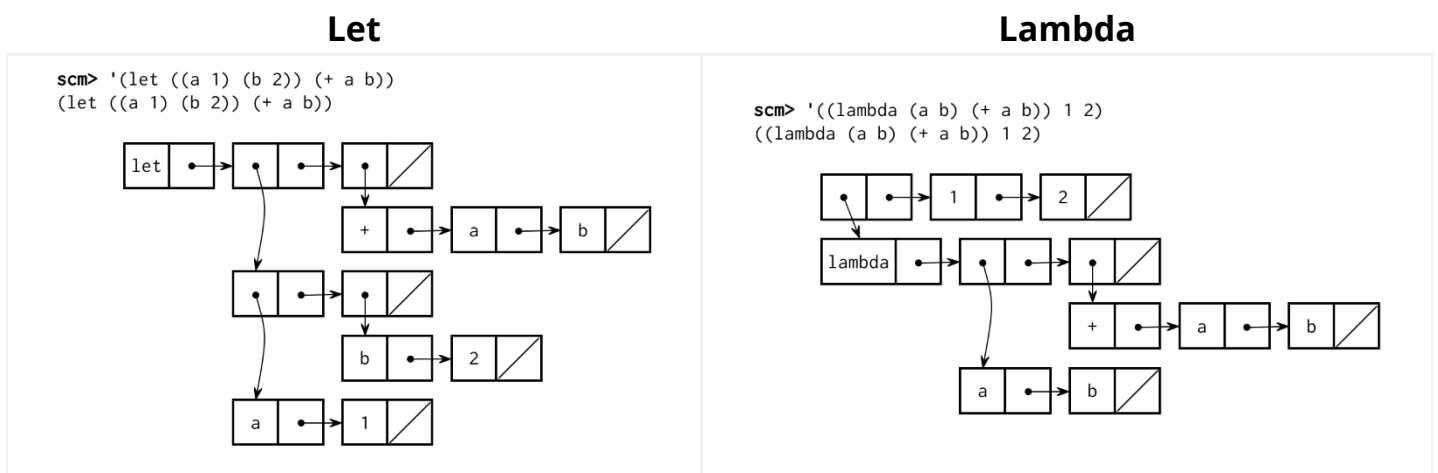 Let
scm> '(let ((a 1) (b 2)) (+ a b))
(let ((a 1) (b 2)) (+ a b))
let
+ a b
b 2
a 1
Lambda
scm> '((lambda (a b) (+ a b)) 1 2)
((lambda (a b) (+ a b)) 1 2)
1 2
lambda
+ a b
a b